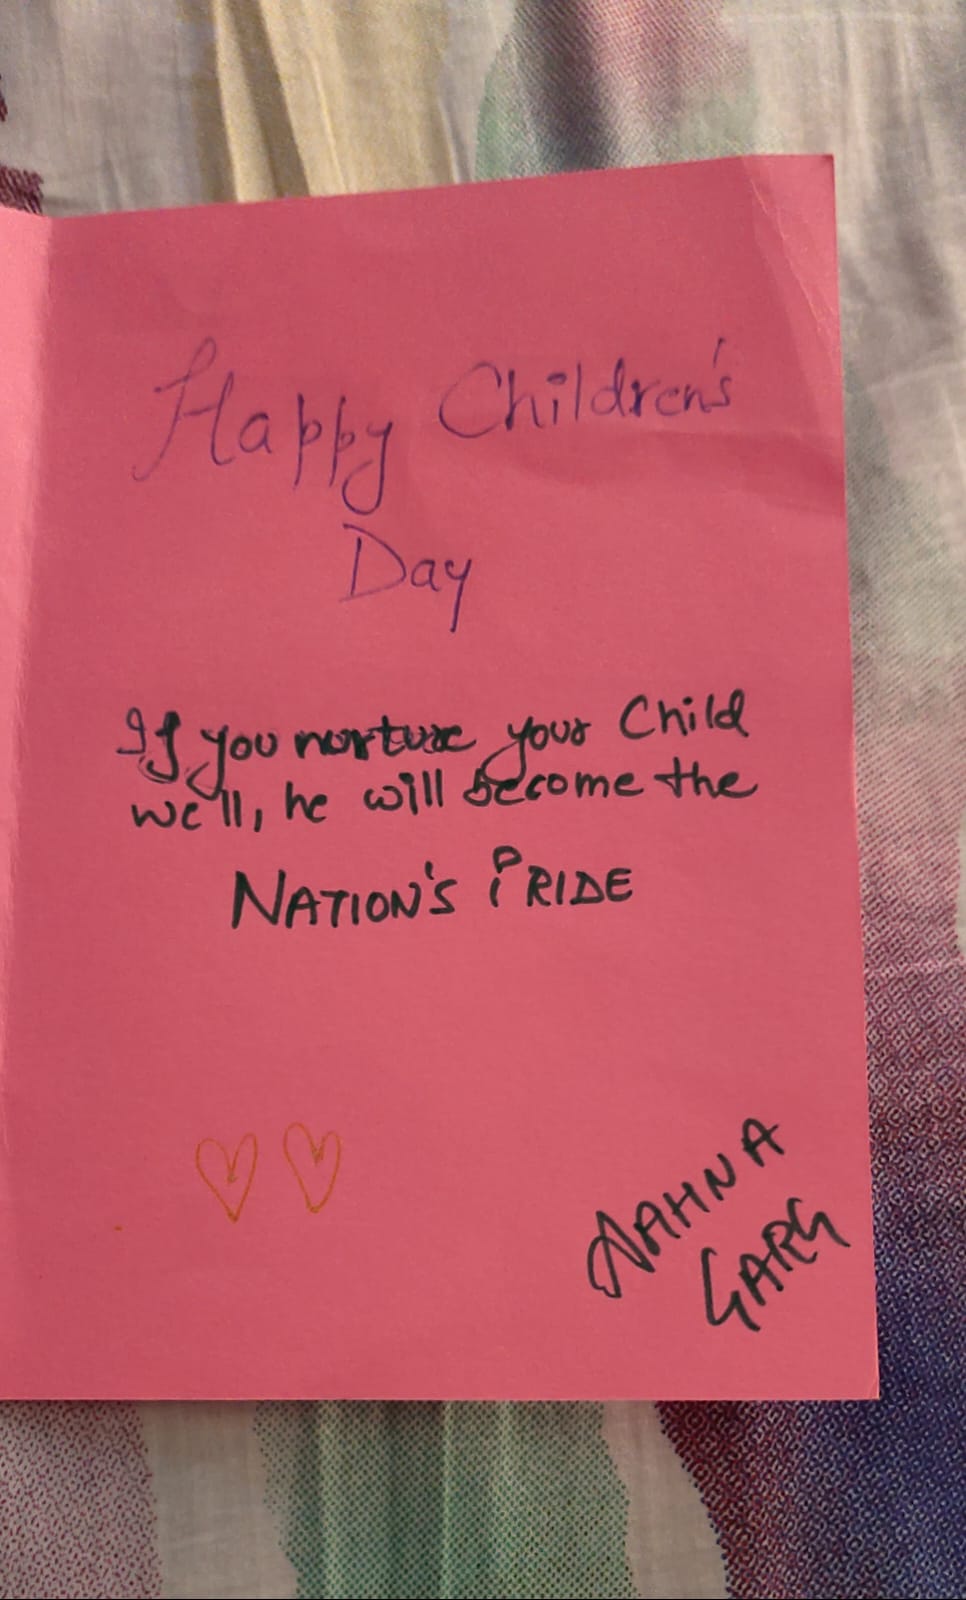 Happy Children's
Day
If you nurture your Child
well, he will become the
NATION'S PRIDE
AAHNA
GARG